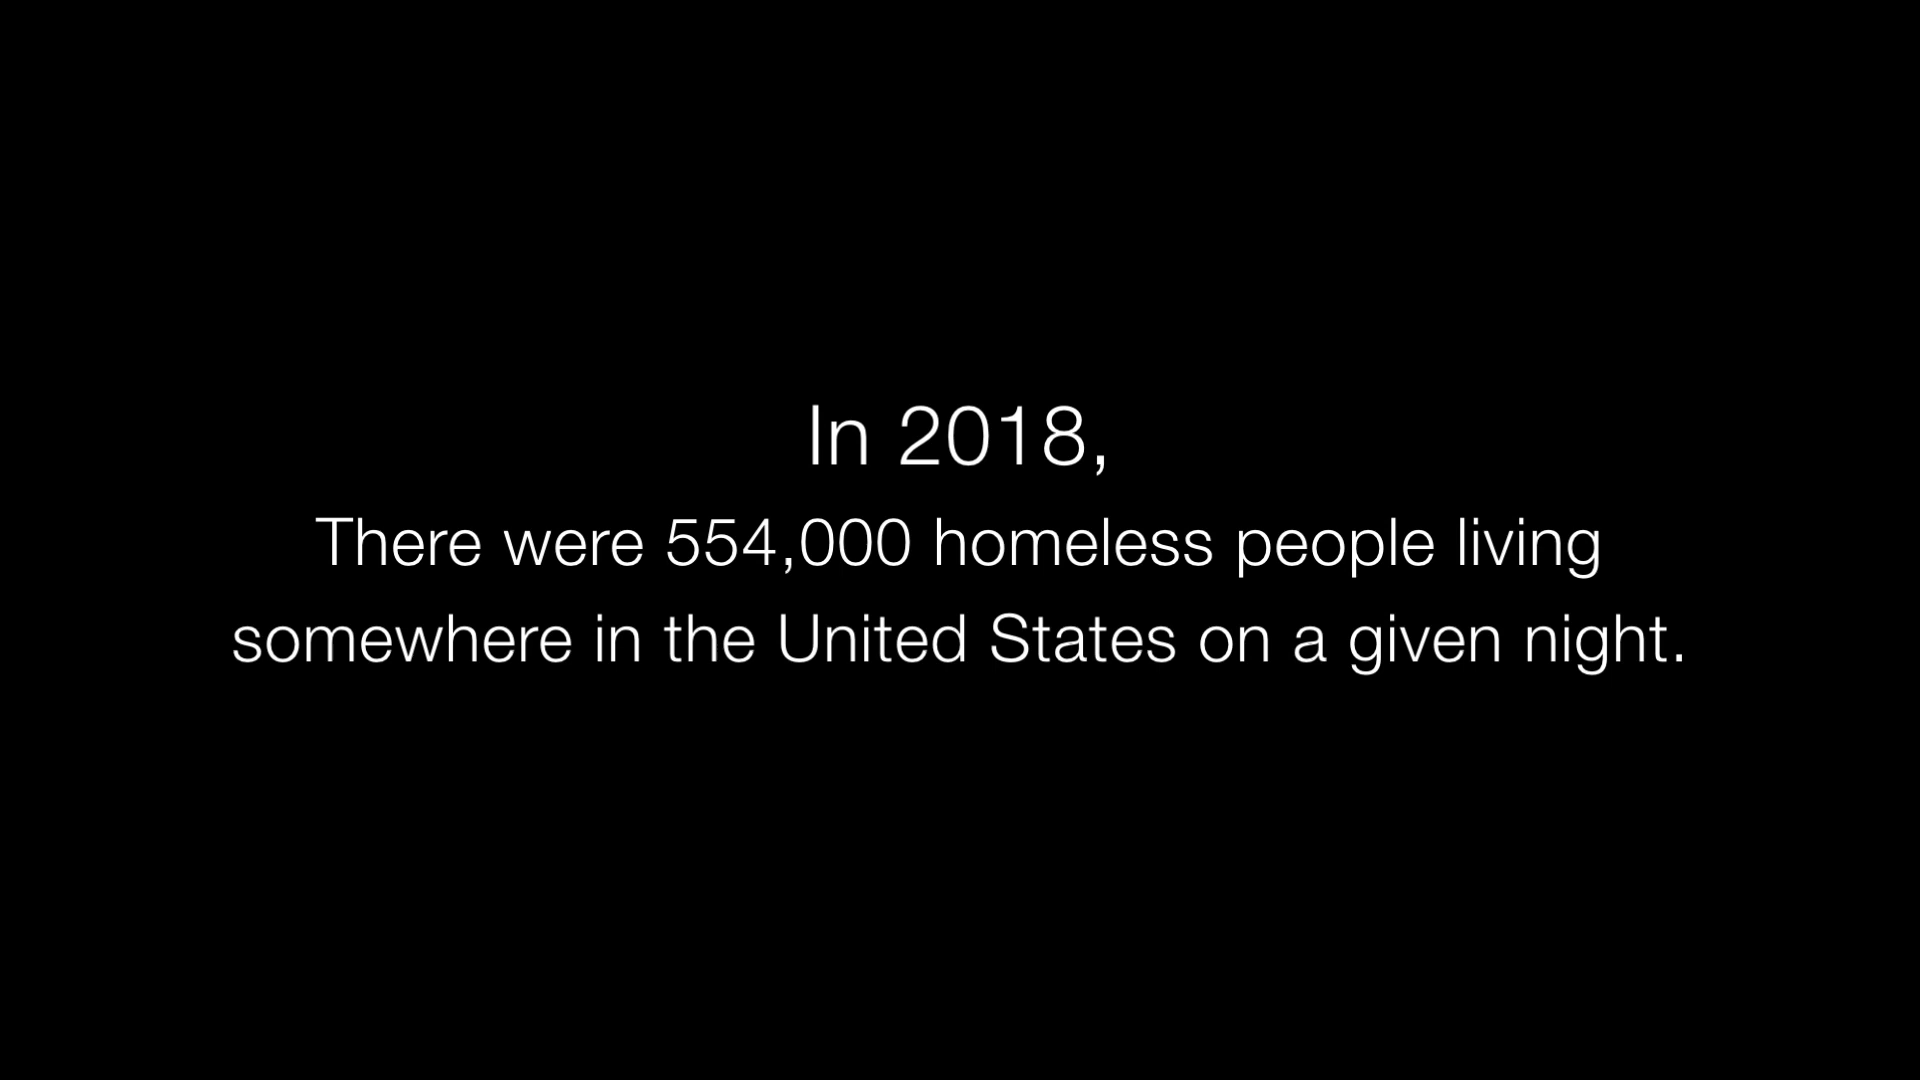 In 2018,
There were 554,000 homeless people living
somewhere in the United States on a given night.